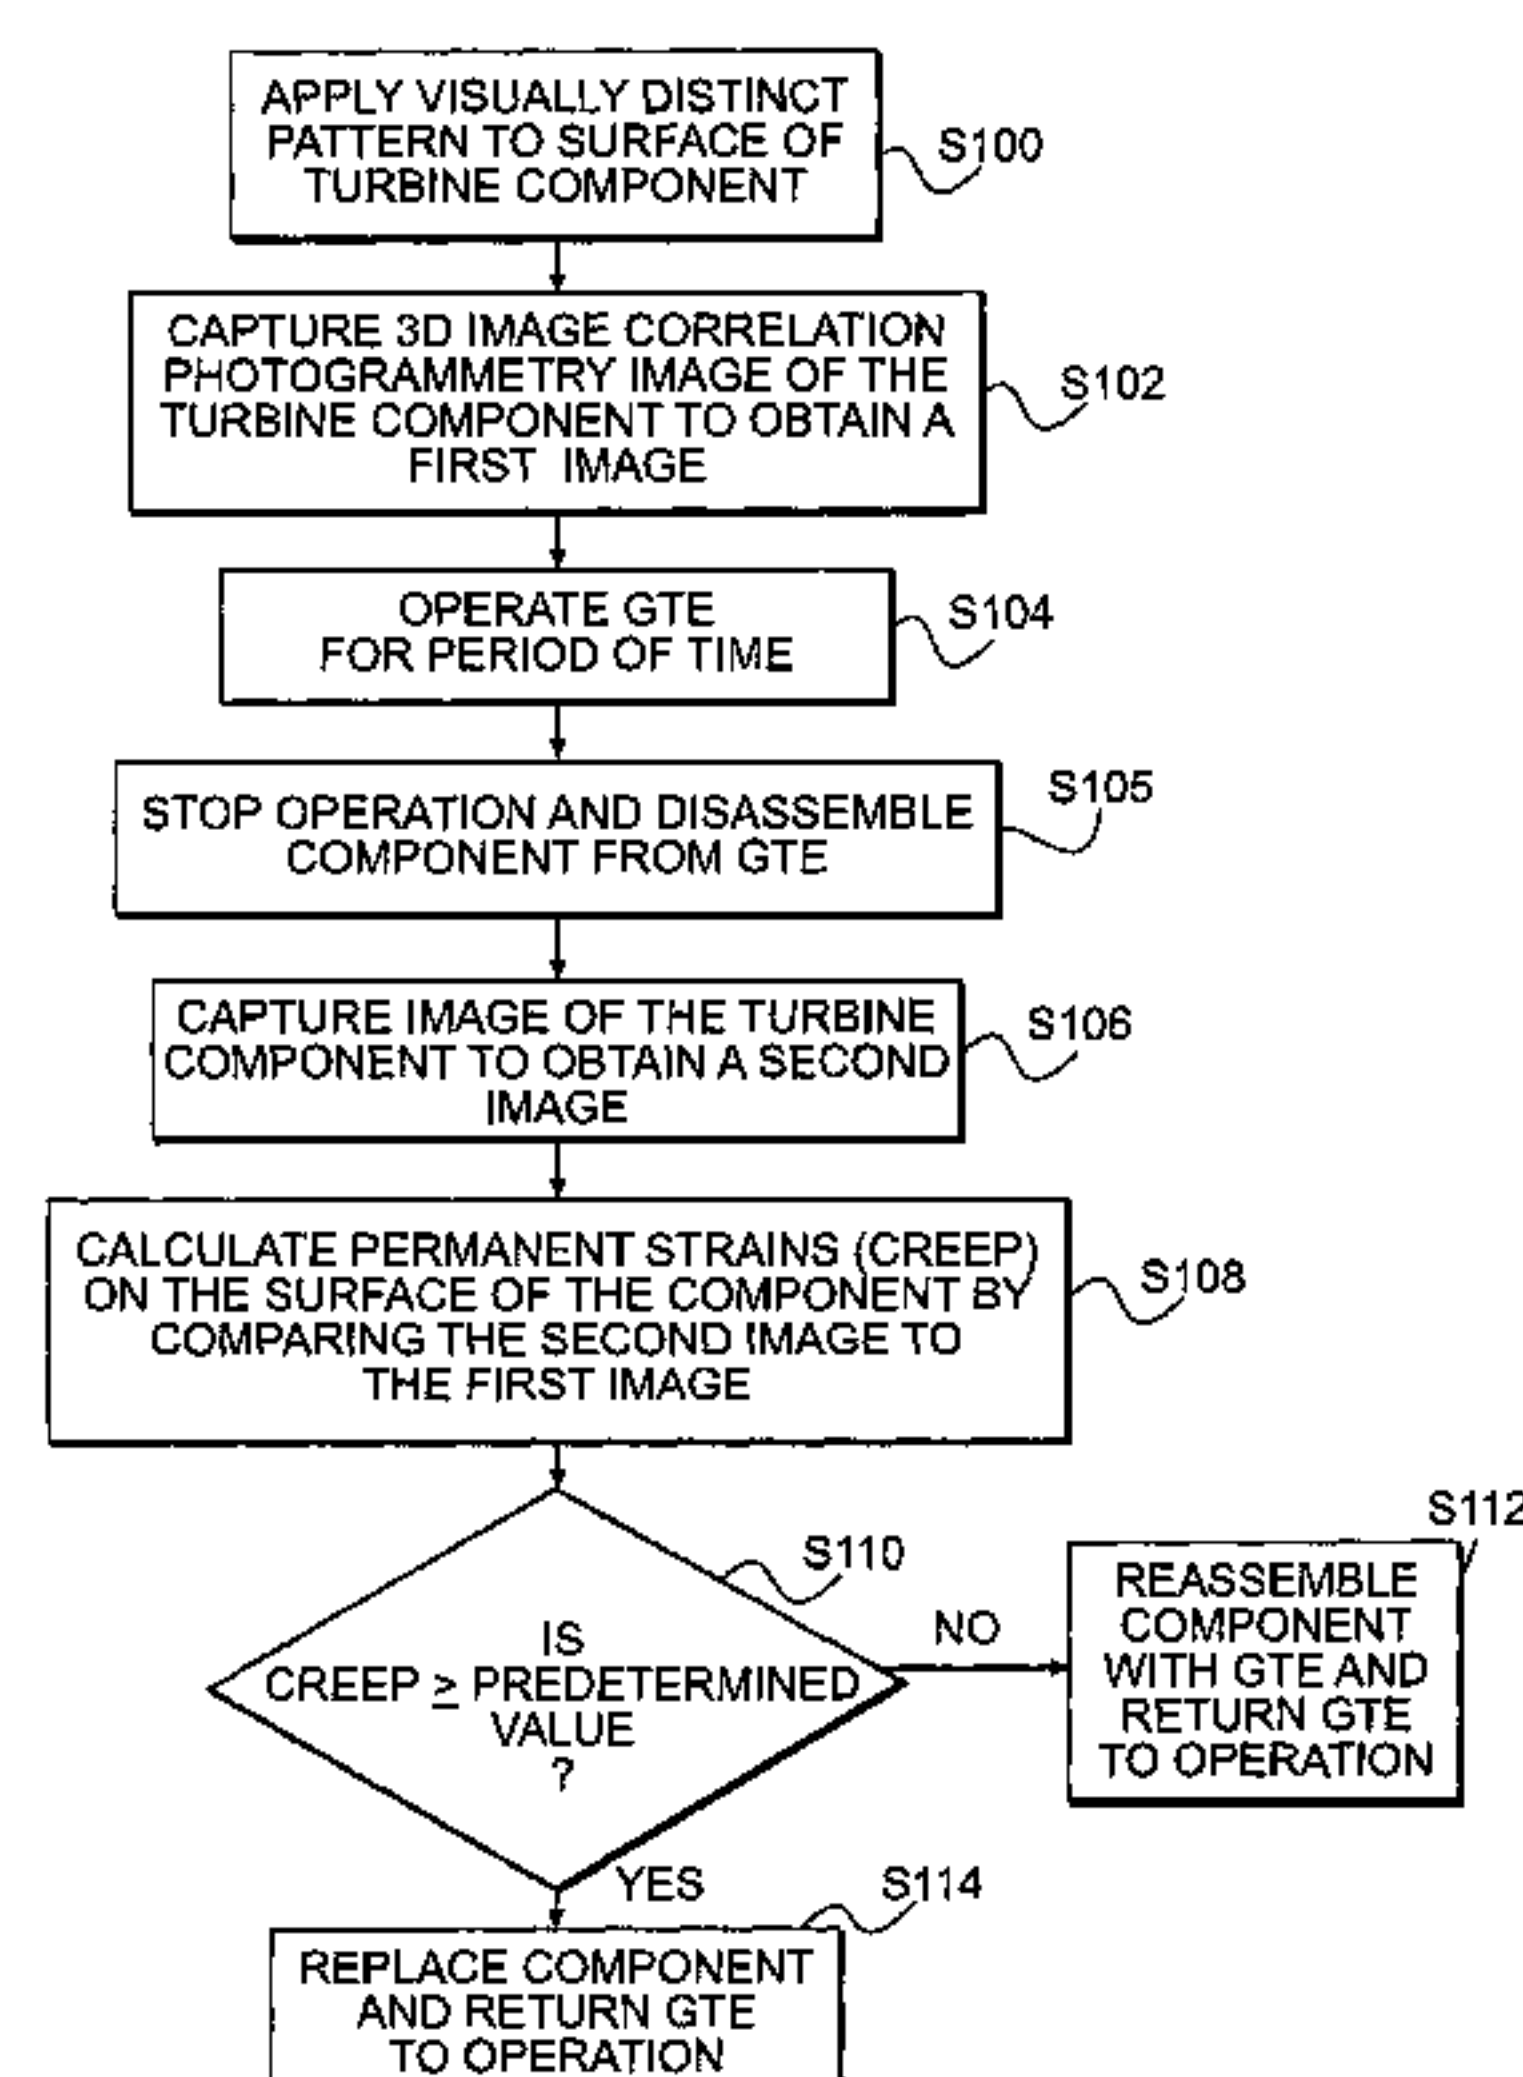 APPLY VISUALLY DISTINCT
PATTERN TO SURFACE OF
TURBINE COMPONENT
S100
CAPTURE 3D IMAGE CORRELATION
PHOTOGRAMMETRY IMAGE OF THE
TURBINE COMPONENT TO OBTAIN A
FIRST IMAGE
S102
OPERATE GTE
FOR PERIOD OF TIME
S104
STOP OPERATION AND DISASSEMBLE
COMPONENT FROM GTE
S105
CAPTURE IMAGE OF THE TURBINE
COMPONENT TO OBTAIN A SECOND
IMAGE
S106
CALCULATE PERMANENT STRAINS (CREEP)
ON THE SURFACE OF THE COMPONENT BY
COMPARING THE SECOND IMAGE TO
THE FIRST IMAGE
S108
IS
CREEP ≥ PREDETERMINED
VALUE
?
S110
NO
S112
REASSEMBLE
COMPONENT
WITH GTE AND
RETURN GTE
TO OPERATION
YES
S114
REPLACE COMPONENT
AND RETURN GTE
TO OPERATION